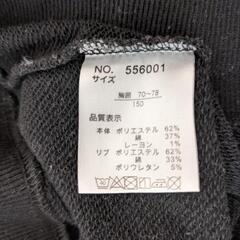 NO. 556001
サイズ
胸囲 70~78
150
品質表示
本体 ポリエステル 62%
綿 37%
レーヨン 1%
リブ ポリエステル 62%
綿 33%
ポリウレタン 5%